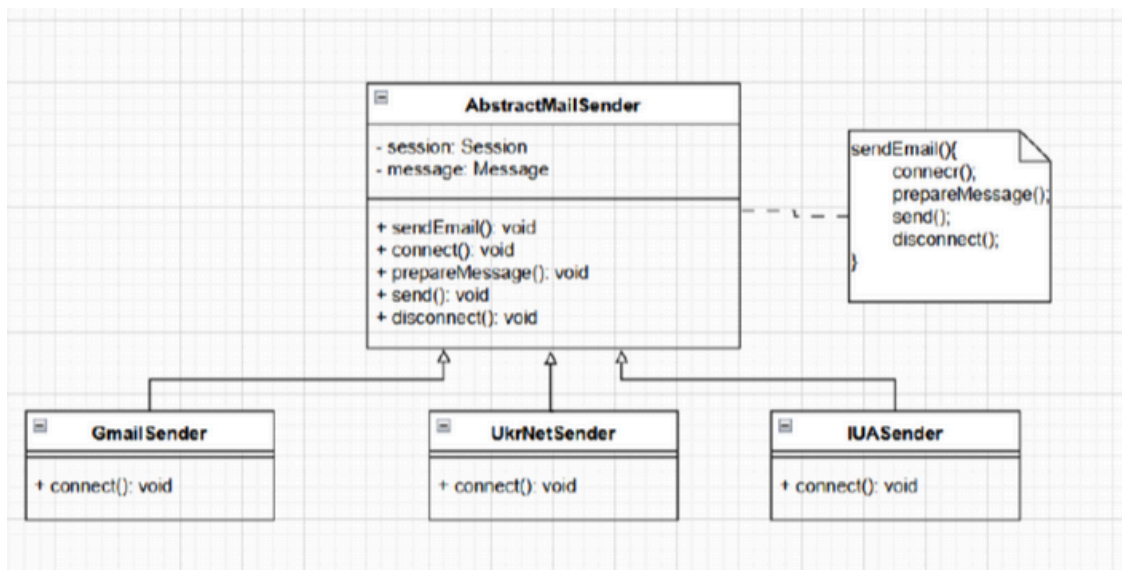 AbstractMailSender
- session: Session
- message: Message
+ sendEmail(): void
+ connect(): void
+ prepareMessage(): void
+ send(): void
+ disconnect(): void
sendEmail(){
connecr();
prepareMessage();
send();
disconnect();
}
GmailSender
+ connect(): void
UkrNetSender
+ connect(): void
IUASender
+ connect(): void